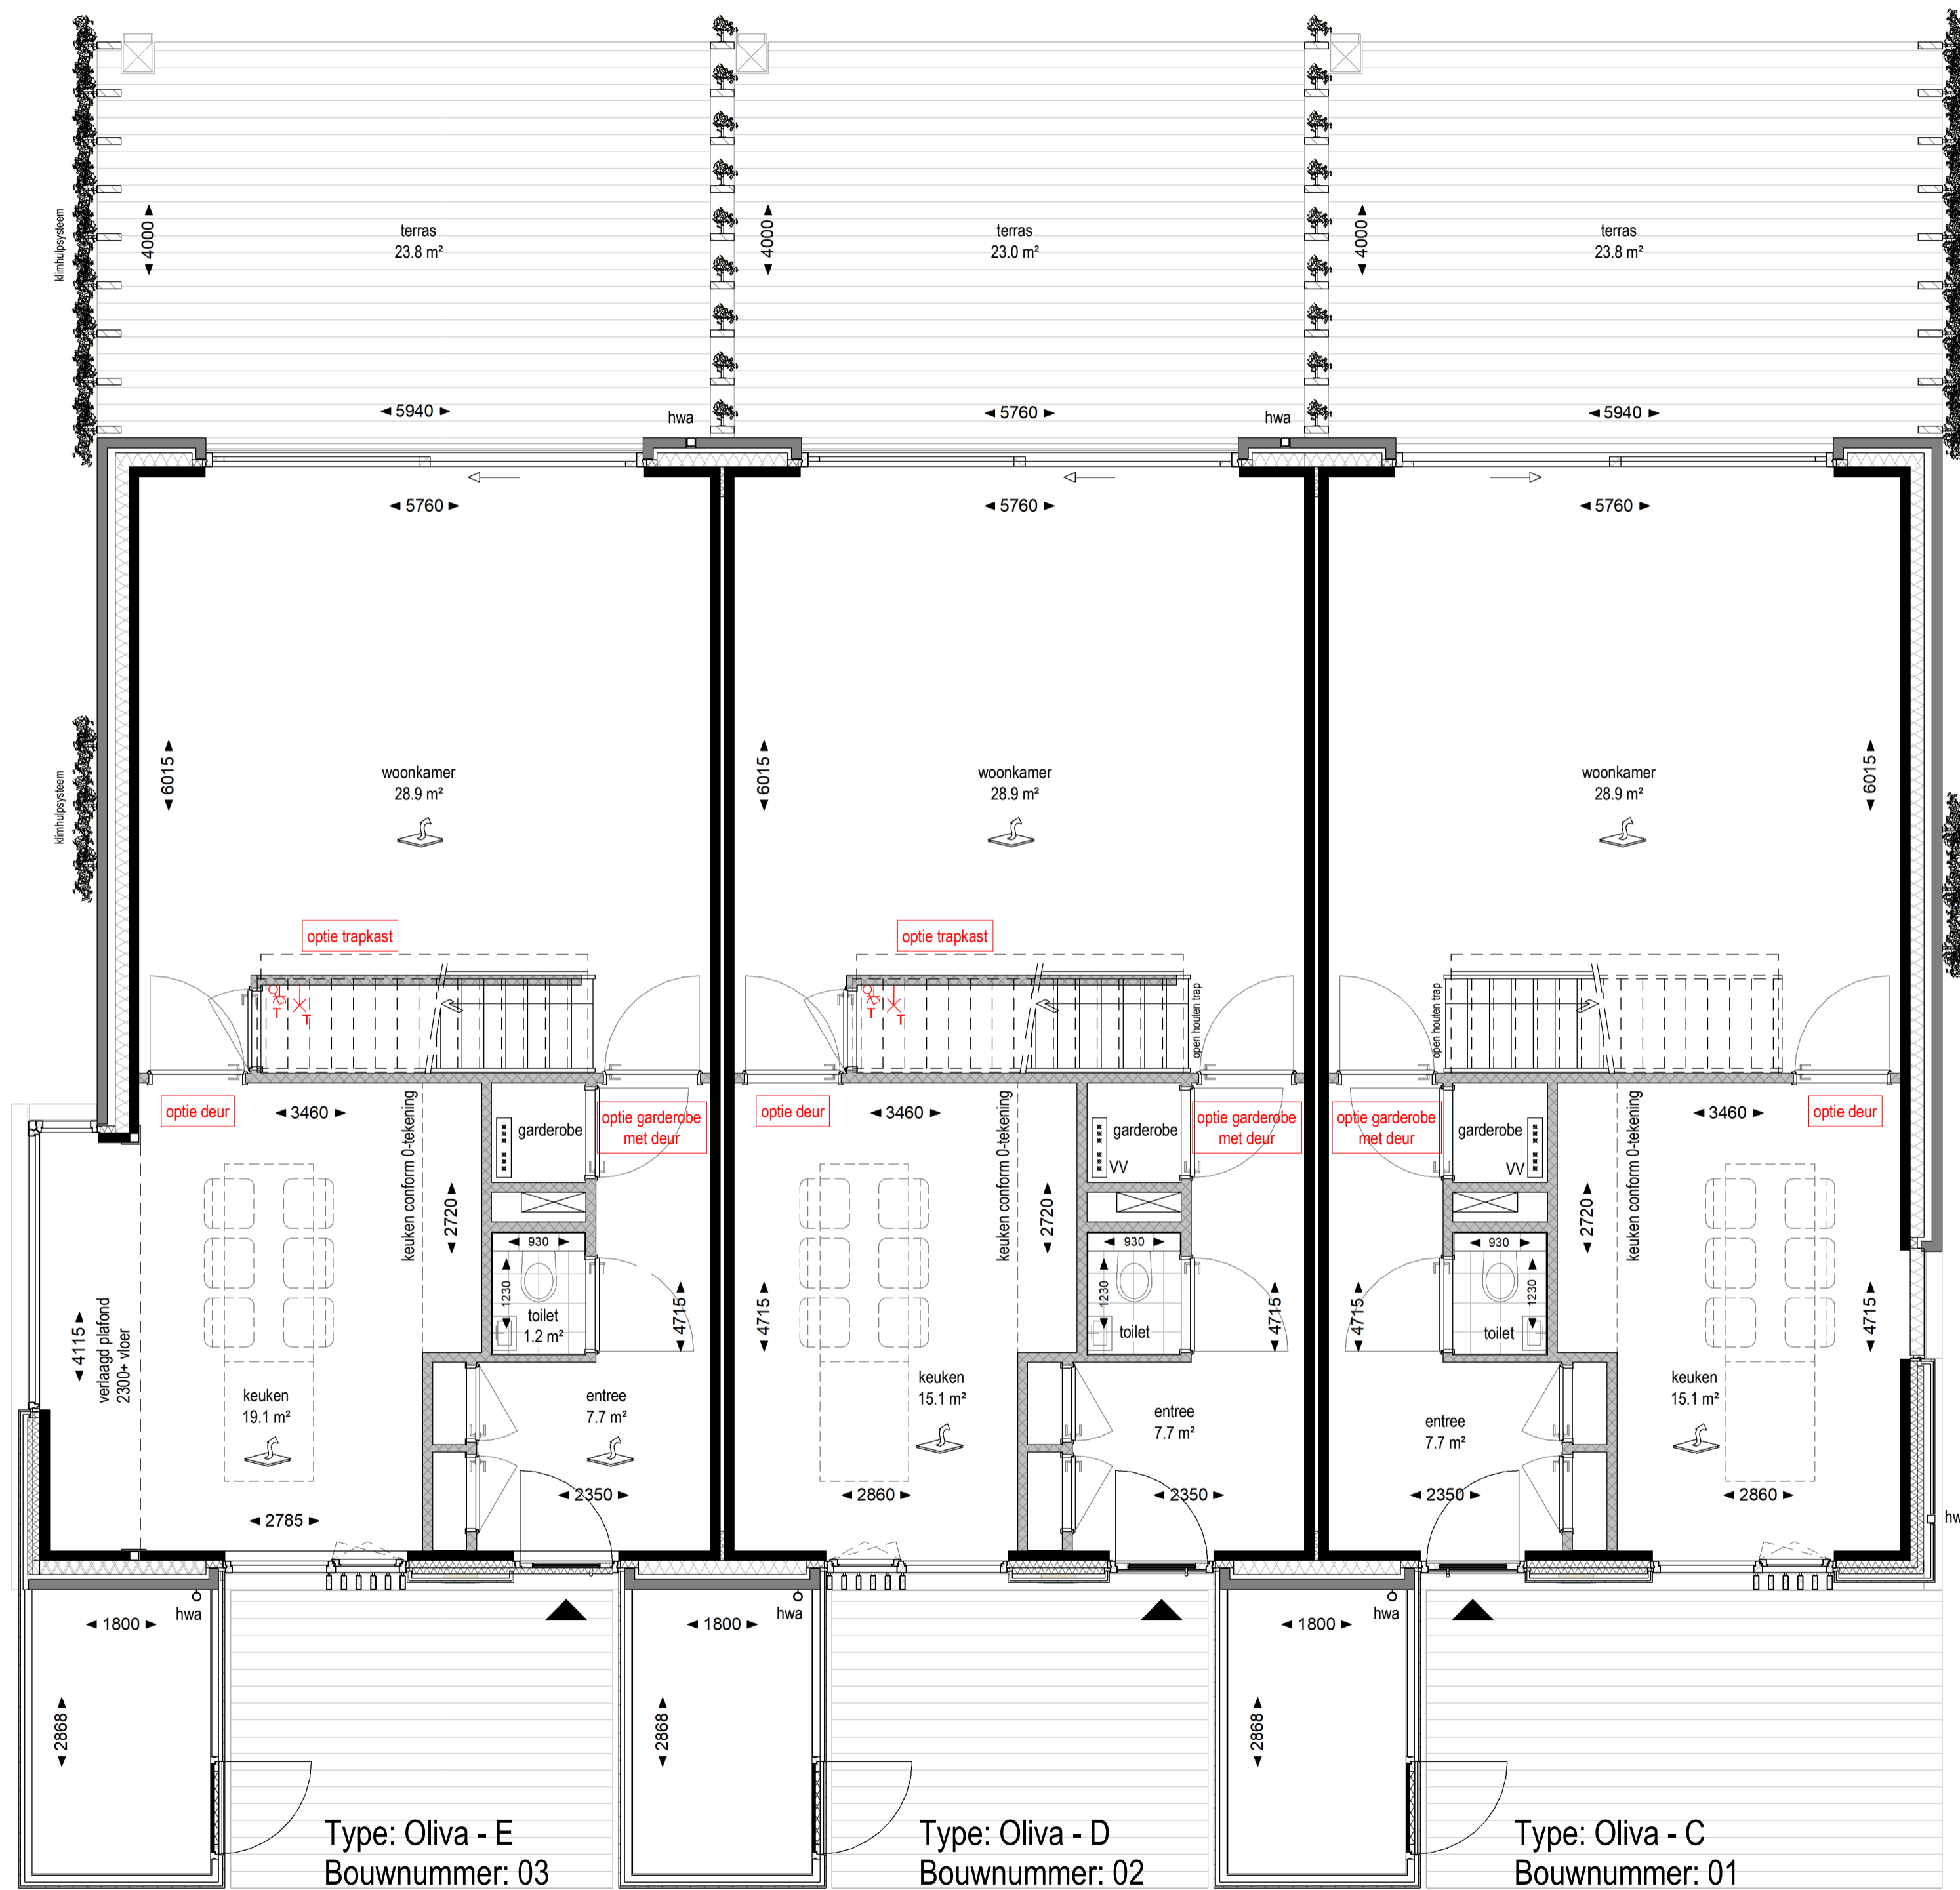 klimhulpsysteem
4000
terras
23.8 m²
4000
terras
23.0 m²
4000
terras
23.8 m²
5940
hwa
5760
hwa
5940
5760
5760
5760
klimhulpsysteem
6015
woonkamer
28.9 m²
6015
woonkamer
28.9 m²
woonkamer
28.9 m²
6015
optie trapkast
optie trapkast
T
T
T
T
open houten trap
open houten trap
optie deur
3460
keuken conform 0-tekening
garderobe
optie garderobe
met deur
optie deur
3460
keuken conform 0-tekening
garderobe
VV
optie garderobe
met deur
optie garderobe
met deur
garderobe
VV
keuken conform 0-tekening
3460
optie deur
2720
2720
2720
930
1230
toilet
1.2 m²
4715
4715
930
1230
toilet
4715
4715
930
1230
toilet
4715
4115
verlaagd plafond
2300+ vloer
keuken
19.1 m²
entree
7.7 m²
keuken
15.1 m²
entree
7.7 m²
entree
7.7 m²
keuken
15.1 m²
2785
2350
2860
2350
2350
2860
hw
hwa
1800
hwa
1800
hwa
1800
2868
2868
2868
Type: Oliva - E
Bouwnummer: 03
Type: Oliva - D
Bouwnummer: 02
Type: Oliva - C
Bouwnummer: 01